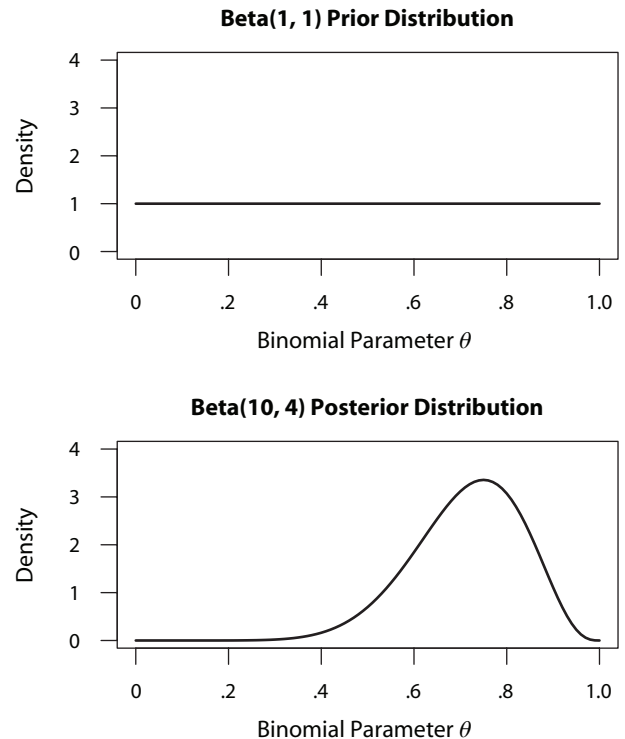 Beta(1, 1) Prior Distribution
4
3
2
1
0
Density
0 .2 .4 .6 .8 1.0
Binomial Parameter θ
Beta(10, 4) Posterior Distribution
4
3
2
1
0
Density
0 .2 .4 .6 .8 1.0
Binomial Parameter θ